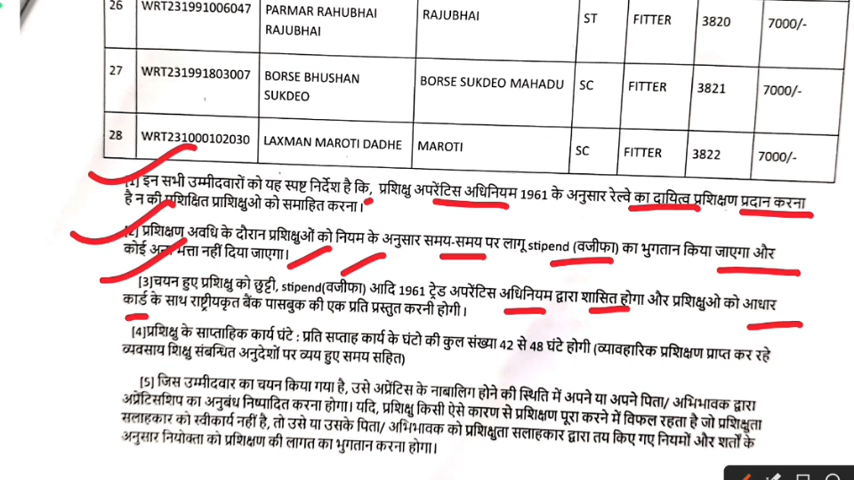 26 WRT231991006047 PARMAR RAHUBHAI RAJUBHAI ST FITTER 3820 7000/-
RAJUBHAI
27 WRT231991803007 BORSE BHUSHAN BORSE SUKDEO MAHADU SC FITTER 3821 7000/-
SUKDEO
28 WRT231000102030 LAXMAN MAROTI DADHE MAROTI SC FITTER 3822 7000/-
[1] इन सभी उम्मीदवारों को यह स्पष्ट निर्देश है कि, प्रशिक्षु अपरेंटिस अधिनियम 1961 के अनुसार रेल्वे का दायित्व प्रशिक्षण प्रदान करना
है न की प्रशिक्षित प्राशिक्षुओ को समाहित करना।
[2] प्रशिक्षण अवधि के दौरान प्रशिक्षुओं को नियम के अनुसार समय-समय पर लागू stipend (वजीफा) का भुगतान किया जाएगा और
कोई अन्य भत्ता नहीं दिया जाएगा।
[3]चयन हुए प्रशिक्षु को छुट्टी, stipend(वजीफा) आदि 1961 ट्रेड अपरेंटिस अधिनियम द्वारा शासित होगा और प्रशिक्षुओ को आधार
कार्ड के साथ राष्ट्रीयकृत बैंक पासबुक की एक प्रति प्रस्तुत करनी होगी।
[4]प्रशिक्षु के साप्ताहिक कार्य घंटे : प्रति सप्ताह कार्य के घंटो की कुल संख्या 42 से 48 घंटे होगी (व्यावहारिक प्रशिक्षण प्राप्त कर रहे
व्यवसाय शिक्षु संबन्धित अनुदेशों पर व्यय हुए समय सहित)
[5] जिस उम्मीदवार का चयन किया गया है, उसे अप्रेंटिस के नाबालिग होने की स्थिति में अपने या अपने पिता/ अभिभावक द्वारा
अप्रेंटिसशिप का अनुबंध निष्पादित करना होगा। यदि, प्रशिक्षु किसी ऐसे कारण से प्रशिक्षण पूरा करने में विफल रहता है जो प्रशिक्षुता
सलाहकार को स्वीकार्य नहीं है, तो उसे या उसके पिता/ अभिभावक को प्रशिक्षुता सलाहकार द्वारा तय किए गए नियमों और शर्तों के
अनुसार नियोक्ता को प्रशिक्षण की लागत का भुगतान करना होगा।